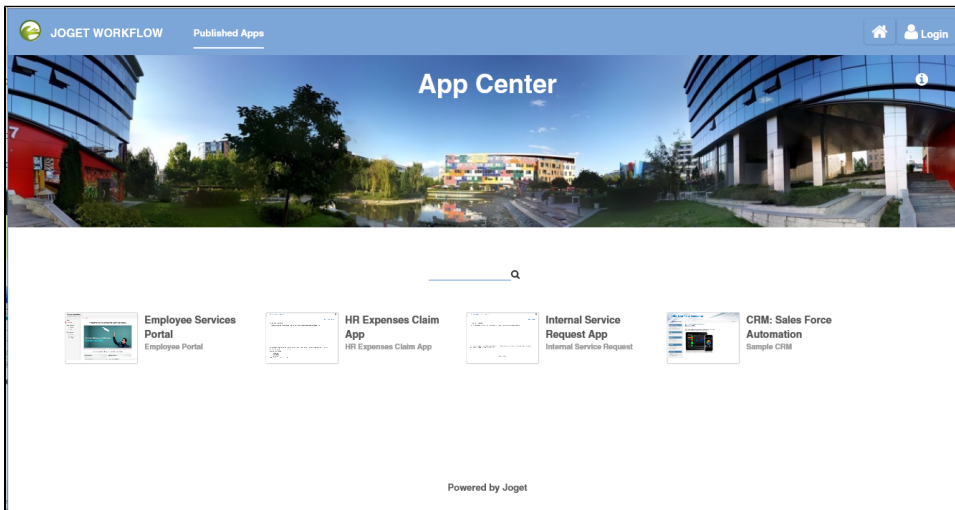 JOGET WORKFLOW
Published Apps
Login
App Center
7
Employee Services
Portal
Employee Portal
HR Expenses Claim
App
HR Expenses Claim App
Internal Service
Request App
Internal Service Request
CRM: Sales Force
Automation
Sample CRM
Powered by Joget